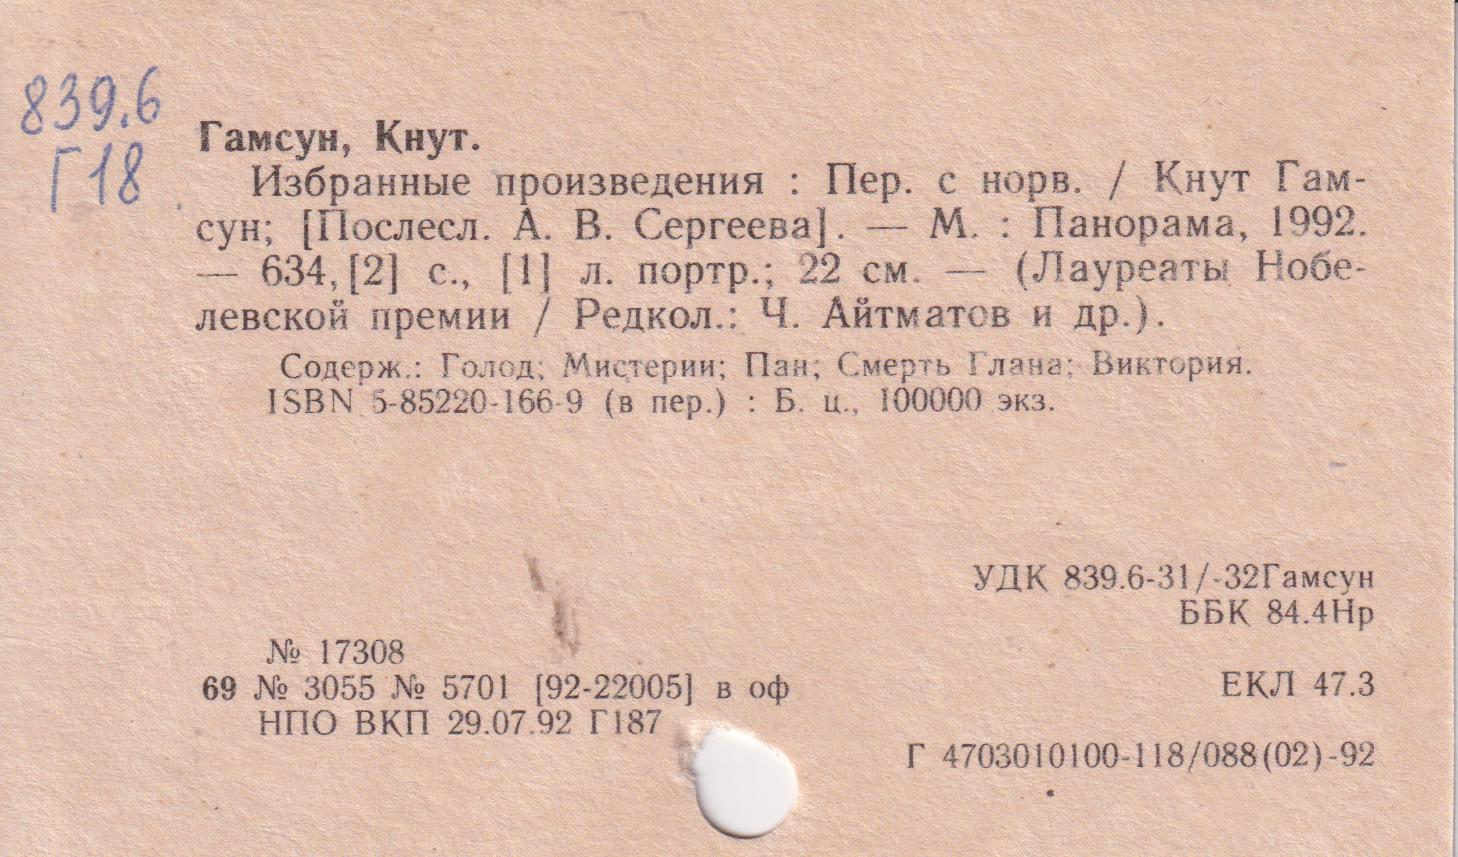 839.6
Г18
Гамсун, Кнут.
Избранные произведения : Пер. с норв. / Кнут Гам-
сун; [Послесл. А. В. Сергеева]. — М. : Панорама, 1992.
— 634, [2] с., [1] л. портр.; 22 см. — (Лауреаты Нобе-
левской премии / Редкол.: Ч. Айтматов и др.).
Содерж.: Голод; Мистерии; Пан; Смерть Глана; Виктория.
ISBN 5-85220-166-9 (в пер.) : Б. ц., 100000 экз.
УДК 839.6-31/-32Гамсун
ББК 84.4Нр
№ 17308
69 № 3055 № 5701 [92-22005] в оф
ЕКЛ 47.3
НПО ВКП 29.07.92 Г187
Г 4703010100-118/088(02)-92